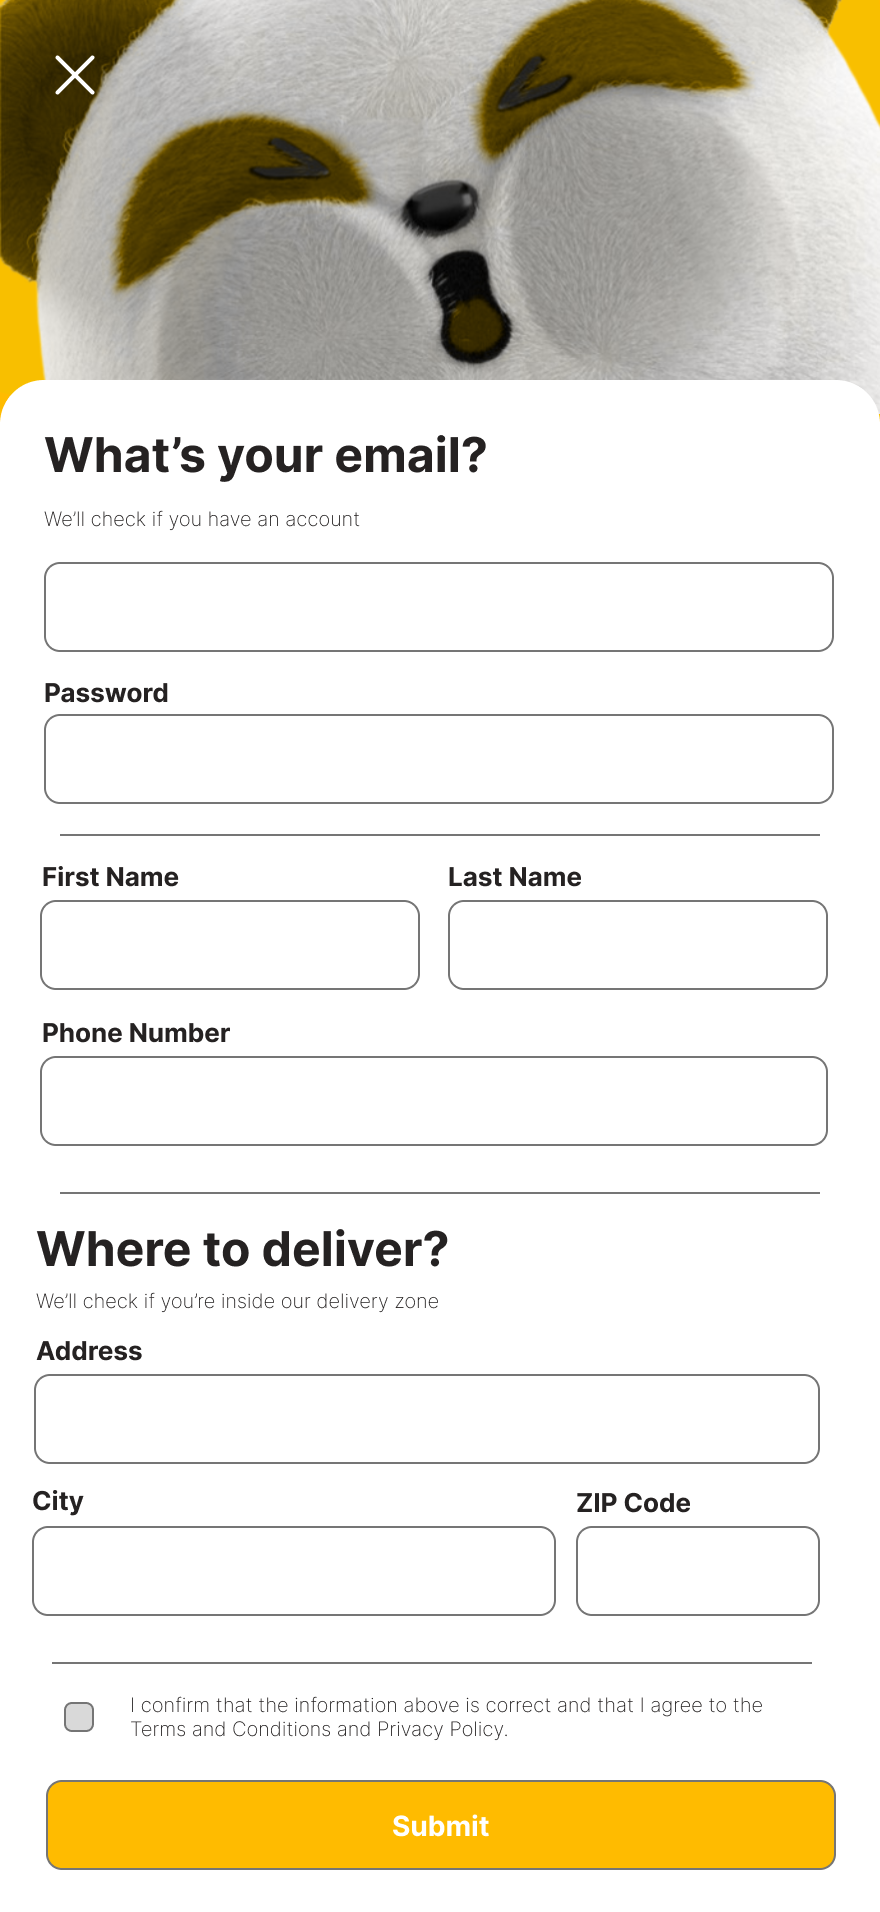 What’s your email?
We’ll check if you have an account
Password
First Name
Last Name
Phone Number
Where to deliver?
We’ll check if you’re inside our delivery zone
Address
City
ZIP Code
I confirm that the information above is correct and that I agree to the
Terms and Conditions and Privacy Policy.
Submit